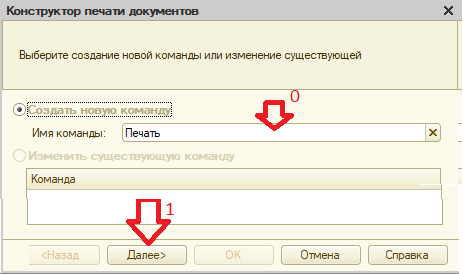 Конструктор печати документов
Выберите создание новой команды или изменение существующей
Создать новую команду
0
Имя команды: Печать
Изменить существующую команду
Команда
1
<Назад Далее> OK Отмена Справка